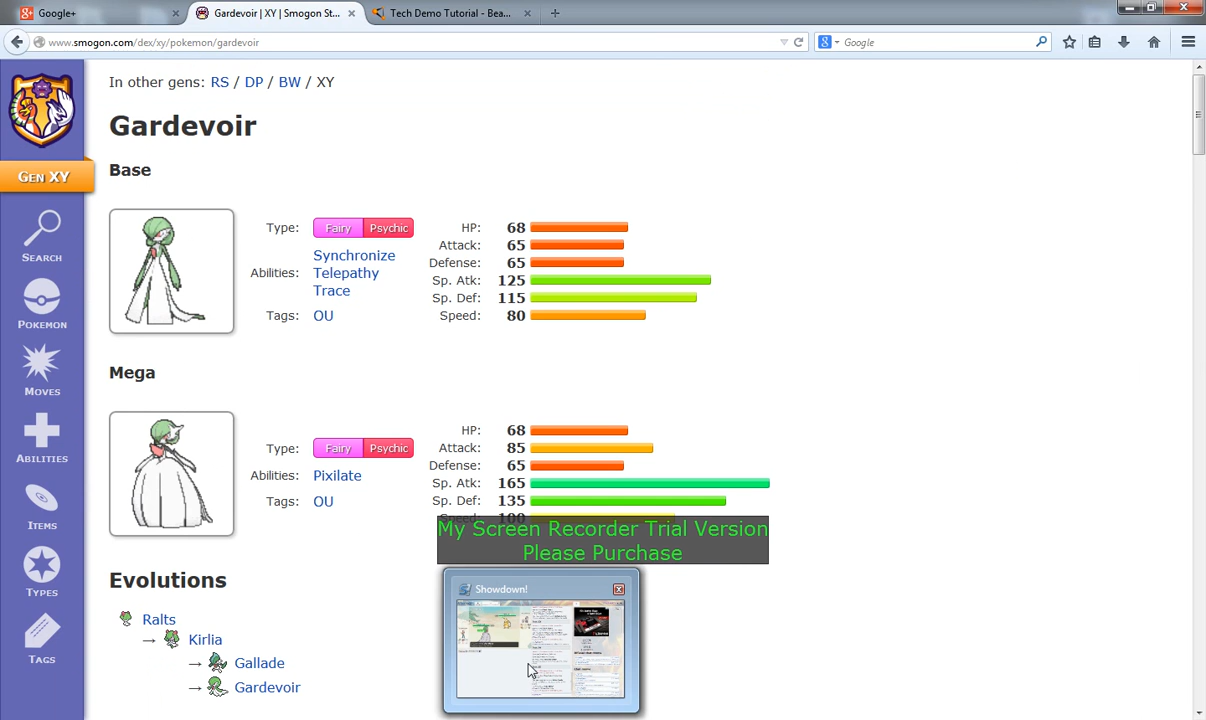 Google+
Gardevoir | XY | Smogon St...
Tech Demo Tutorial - Bea...
www.smogon.com/dex/xy/pokemon/gardevoir
Google
In other gens: RS / DP / BW / XY
Gardevoir
GEN XY
Base
Type: Fairy Psychic
Abilities: Synchronize
Telepathy
Trace
Tags: OU
HP: 68
Attack: 65
Defense: 65
Sp. Atk: 125
Sp. Def: 115
Speed: 80
Mega
Type: Fairy Psychic
Abilities: Pixilate
Tags: OU
HP: 68
Attack: 85
Defense: 65
Sp. Atk: 165
Sp. Def: 135
Speed: 100
My Screen Recorder Trial Version
Please Purchase
Showdown!
Evolutions
Ralts
→ Kirlia
→ Gallade
→ Gardevoir
SEARCH
POKEMON
MOVES
ABILITIES
ITEMS
TYPES
TAGS